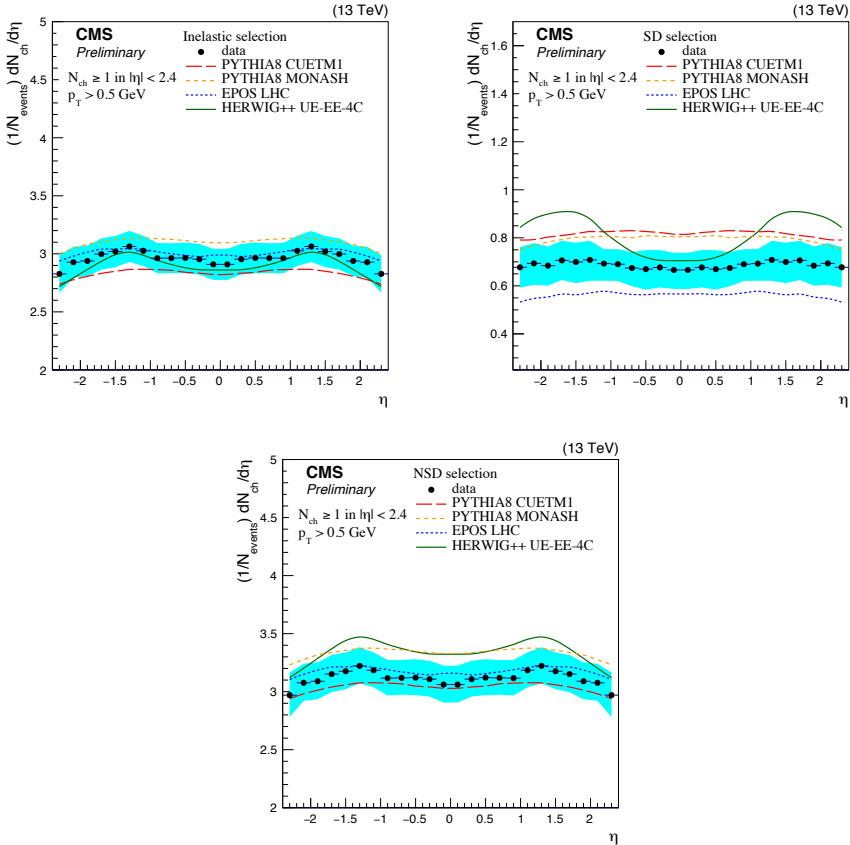 (13 TeV)
CMS
Preliminary
N_ch ≥ 1 in |η| < 2.4
p_T > 0.5 GeV
Inelastic selection
data
PYTHIA8 CUETM1
PYTHIA8 MONASH
EPOS LHC
HERWIG++ UE-EE-4C
(1/N_events) dN_ch/dη
5
4.5
4
3.5
3
2.5
2
−2 −1.5 −1 −0.5 0 0.5 1 1.5 2
η
(13 TeV)
CMS
Preliminary
N_ch ≥ 1 in |η| < 2.4
p_T > 0.5 GeV
SD selection
data
PYTHIA8 CUETM1
PYTHIA8 MONASH
EPOS LHC
HERWIG++ UE-EE-4C
(1/N_events) dN_ch/dη
1.6
1.4
1.2
1
0.8
0.6
0.4
−2 −1.5 −1 −0.5 0 0.5 1 1.5 2
η
(13 TeV)
CMS
Preliminary
N_ch ≥ 1 in |η| < 2.4
p_T > 0.5 GeV
NSD selection
data
PYTHIA8 CUETM1
PYTHIA8 MONASH
EPOS LHC
HERWIG++ UE-EE-4C
(1/N_events) dN_ch/dη
5
4.5
4
3.5
3
2.5
2
−2 −1.5 −1 −0.5 0 0.5 1 1.5 2
η